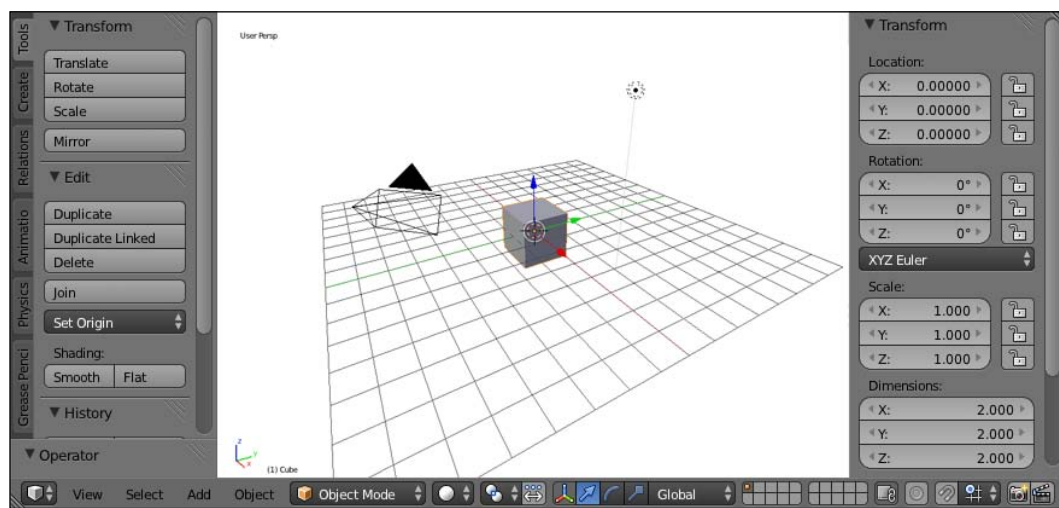 Tools
Create
Relations
Animatio
Physics
Grease Penci
Transform
Translate
Rotate
Scale
Mirror
Edit
Duplicate
Duplicate Linked
Delete
Join
Set Origin
Shading:
Smooth Flat
History
Operator
User Persp
z
y
x
(1) Cube
Transform
Location:
X: 0.00000
Y: 0.00000
Z: 0.00000
Rotation:
X: 0°
Y: 0°
Z: 0°
XYZ Euler
Scale:
X: 1.000
Y: 1.000
Z: 1.000
Dimensions:
X: 2.000
Y: 2.000
Z: 2.000
View Select Add Object Object Mode Global